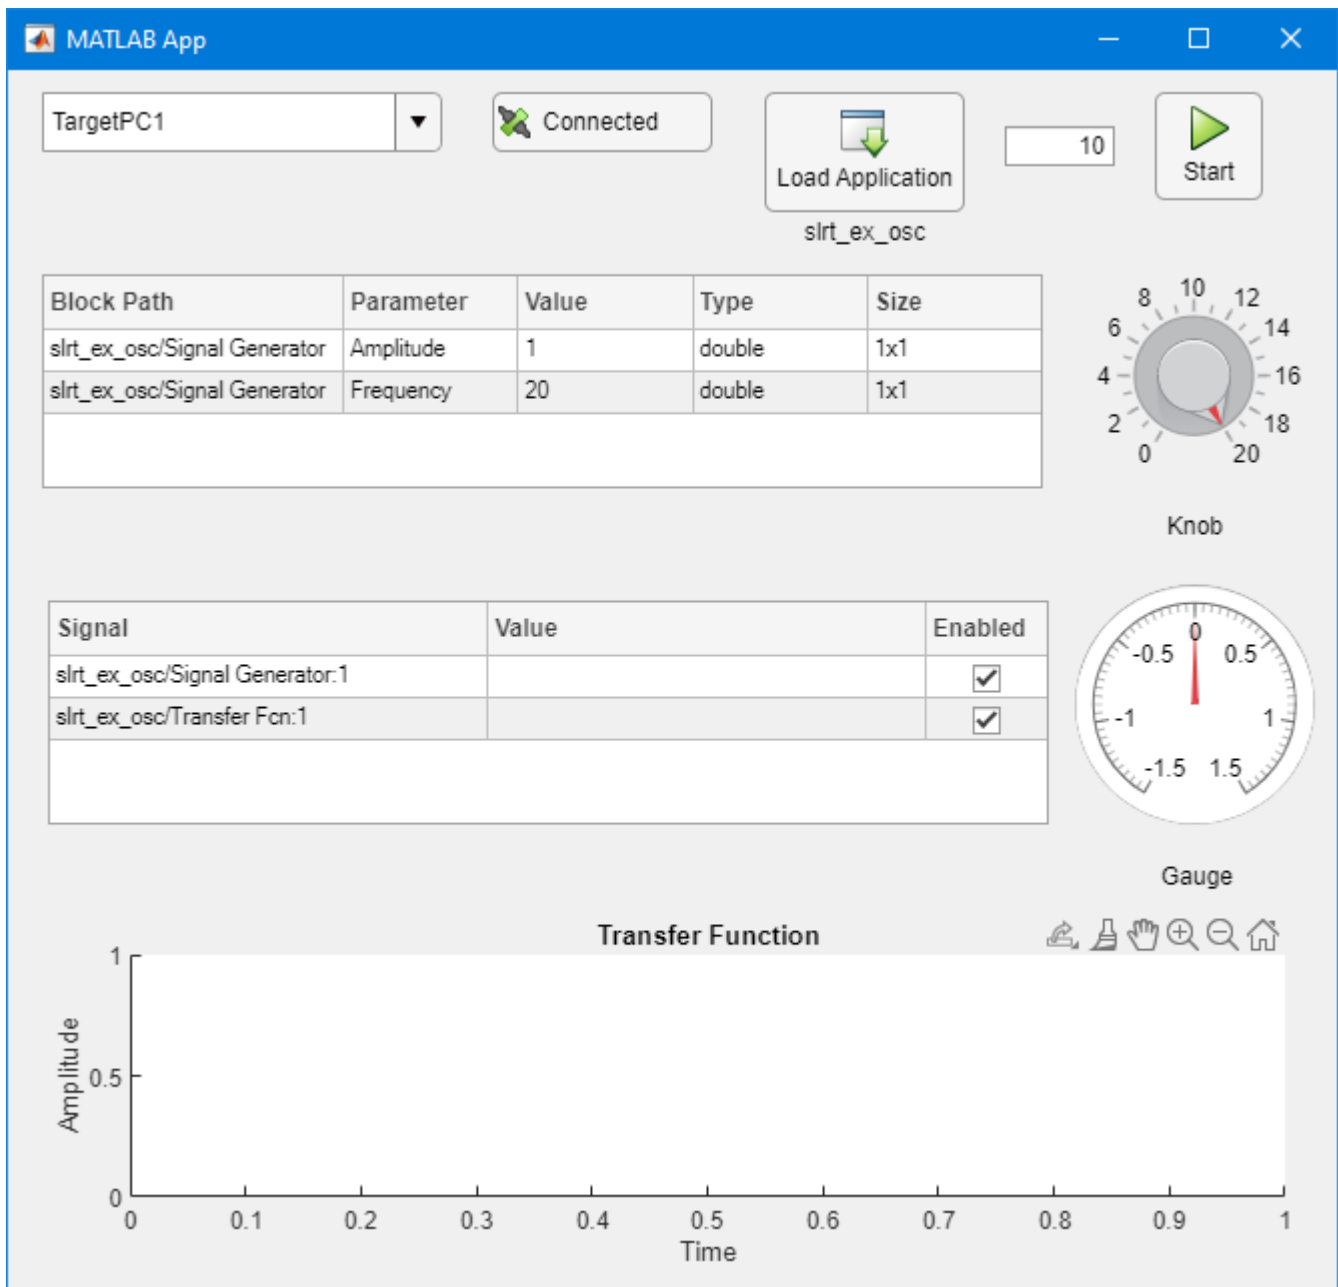 MATLAB App
TargetPC1
Connected
Load Application
slrt_ex_osc
10
Start
Block Path Parameter Value Type Size
slrt_ex_osc/Signal Generator Amplitude 1 double 1x1
slrt_ex_osc/Signal Generator Frequency 20 double 1x1
0 2 4 6 8 10 12 14 16 18 20
Knob
Signal Value Enabled
slrt_ex_osc/Signal Generator:1
slrt_ex_osc/Transfer Fcn:1
-1.5 -1 -0.5 0 0.5 1 1.5
Gauge
Transfer Function
Amplitude
1
0.5
0
0 0.1 0.2 0.3 0.4 0.5 0.6 0.7 0.8 0.9 1
Time